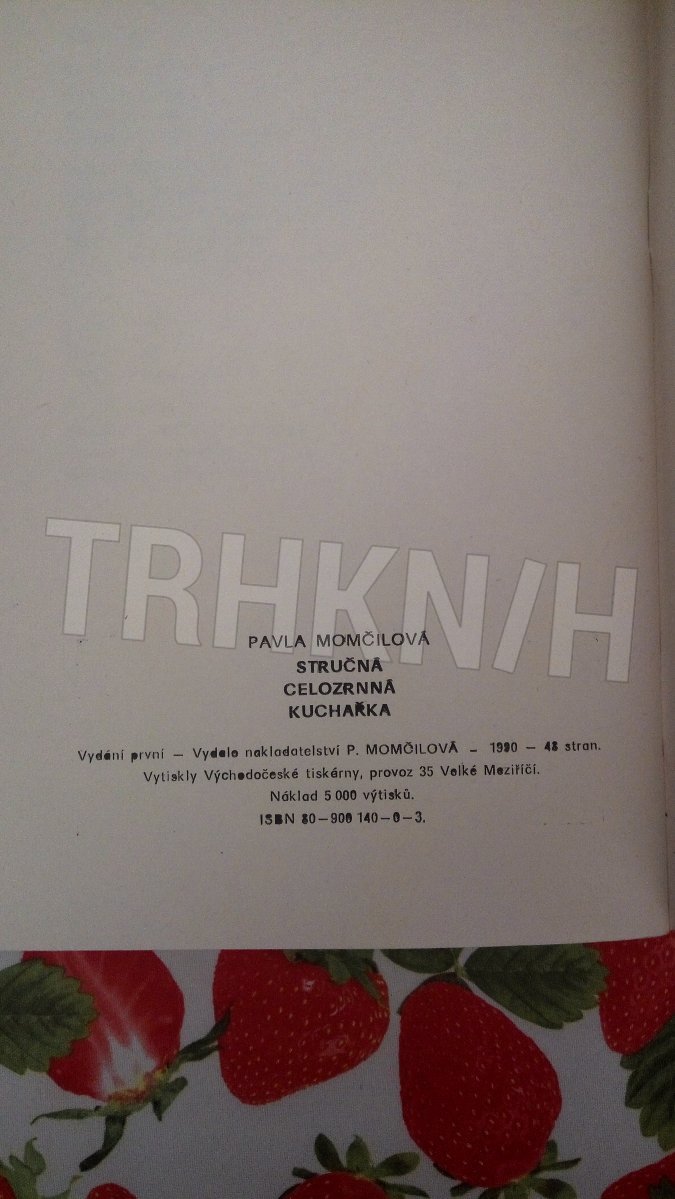 TRHKN/H
PAVLA MOMČILOVÁ
STRUČNÁ
CELOZRNNÁ
KUCHAŘKA
Vydání první — Vydalo nakladatelství P. MOMČILOVÁ — 1990 — 48 stran.
Vytiskly Východočeské tiskárny, provoz 35 Velké Meziříčí.
Náklad 5 000 výtisků.
ISBN 80—900 140—0—3.